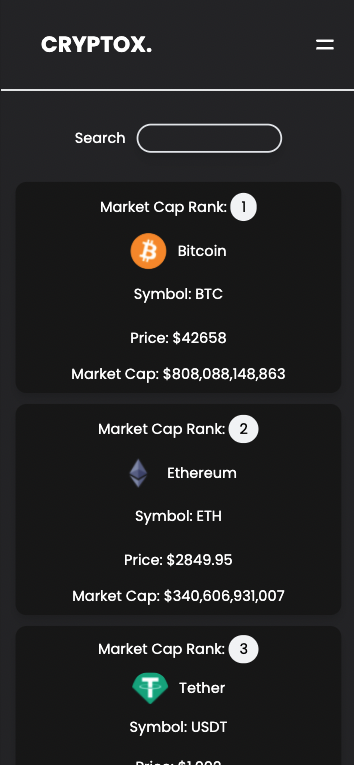 CRYPTOX.
Search
Market Cap Rank: 1
Bitcoin
Symbol: BTC
Price: $42658
Market Cap: $808,088,148,863
Market Cap Rank: 2
Ethereum
Symbol: ETH
Price: $2849.95
Market Cap: $340,606,931,007
Market Cap Rank: 3
Tether
Symbol: USDT
Price: